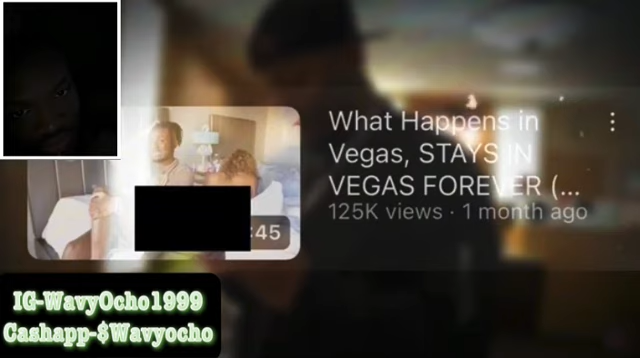 What Happens in
Vegas, STAYS IN
VEGAS FOREVER (...
125K views · 1 month ago
:45
IG-WavyOcho1999
Cashapp-$Wavyocho